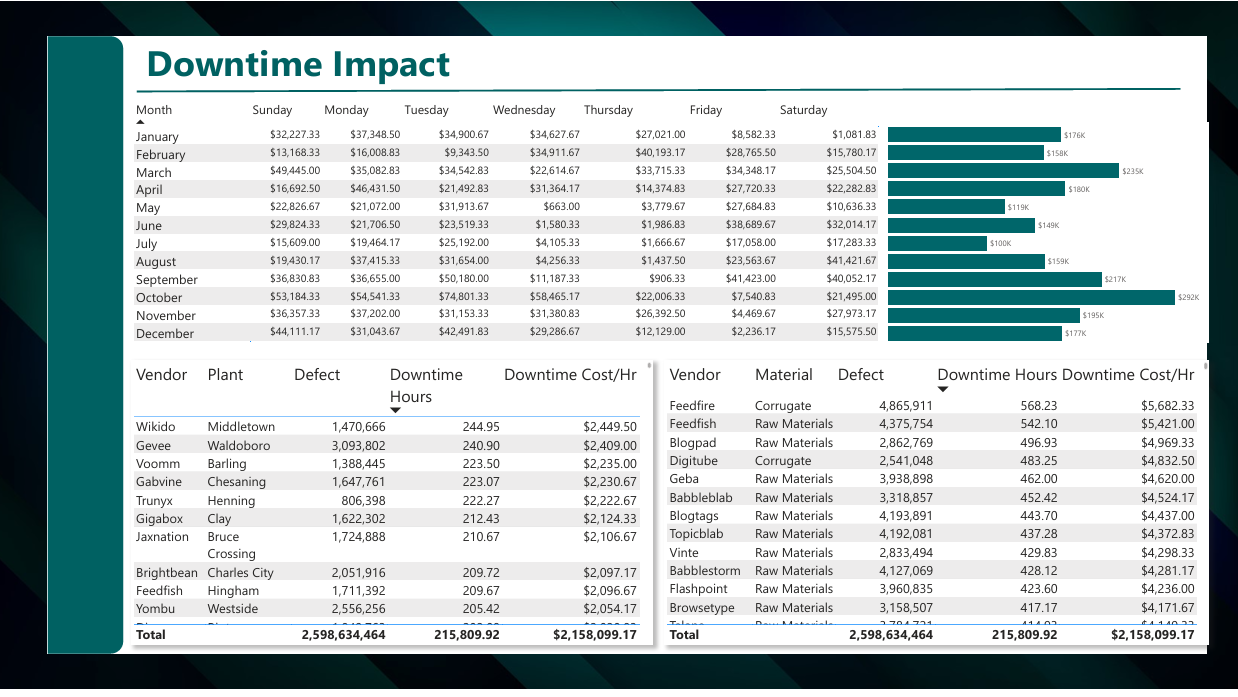 Downtime Impact
Month Sunday Monday Tuesday Wednesday Thursday Friday Saturday
January $32,227.33 $37,348.50 $34,900.67 $34,627.67 $27,021.00 $8,582.33 $1,081.83 $176K
February $13,168.33 $16,008.83 $9,343.50 $34,911.67 $40,193.17 $28,765.50 $15,780.17 $158K
March $49,445.00 $35,082.83 $34,542.83 $22,614.67 $33,715.33 $34,348.17 $25,504.50 $235K
April $16,692.50 $46,431.50 $21,492.83 $31,364.17 $14,374.83 $27,720.33 $22,282.83 $180K
May $22,826.67 $21,072.00 $31,913.67 $663.00 $3,779.67 $27,684.83 $10,636.33 $119K
June $29,824.33 $21,706.50 $23,519.33 $1,580.33 $1,986.83 $38,689.67 $32,014.17 $149K
July $15,609.00 $19,464.17 $25,192.00 $4,105.33 $1,666.67 $17,058.00 $17,283.33 $100K
August $19,430.17 $37,415.33 $31,654.00 $4,256.33 $1,437.50 $23,563.67 $41,421.67 $159K
September $36,830.83 $36,655.00 $50,180.00 $11,187.33 $906.33 $41,423.00 $40,052.17 $217K
October $53,184.33 $54,541.33 $74,801.33 $58,465.17 $22,006.33 $7,540.83 $21,495.00 $292K
November $36,357.33 $37,202.00 $31,153.33 $31,380.83 $26,392.50 $4,469.67 $27,973.17 $195K
December $44,111.17 $31,043.67 $42,491.83 $29,286.67 $12,129.00 $2,236.17 $15,575.50 $177K
Vendor Plant Defect Downtime Downtime Cost/Hr
Hours
Wikido Middletown 1,470,666 244.95 $2,449.50
Gevee Waldoboro 3,093,802 240.90 $2,409.00
Voomm Barling 1,388,445 223.50 $2,235.00
Gabvine Chesaning 1,647,761 223.07 $2,230.67
Trunyx Henning 806,398 222.27 $2,222.67
Gigabox Clay 1,622,302 212.43 $2,124.33
Jaxnation Bruce 1,724,888 210.67 $2,106.67
Crossing
Brightbean Charles City 2,051,916 209.72 $2,097.17
Feedfish Hingham 1,711,392 209.67 $2,096.67
Yombu Westside 2,556,256 205.42 $2,054.17
Total 2,598,634,464 215,809.92 $2,158,099.17
Vendor Material Defect Downtime Hours Downtime Cost/Hr
Feedfire Corrugate 4,865,911 568.23 $5,682.33
Feedfish Raw Materials 4,375,754 542.10 $5,421.00
Blogpad Raw Materials 2,862,769 496.93 $4,969.33
Digitube Corrugate 2,541,048 483.25 $4,832.50
Geba Raw Materials 3,938,898 462.00 $4,620.00
Babbleblab Raw Materials 3,318,857 452.42 $4,524.17
Blogtags Raw Materials 4,193,891 443.70 $4,437.00
Topicblab Raw Materials 4,192,081 437.28 $4,372.83
Vinte Raw Materials 2,833,494 429.83 $4,298.33
Babblestorm Raw Materials 4,127,069 428.12 $4,281.17
Flashpoint Raw Materials 3,960,835 423.60 $4,236.00
Browsetype Raw Materials 3,158,507 417.17 $4,171.67
Total 2,598,634,464 215,809.92 $2,158,099.17